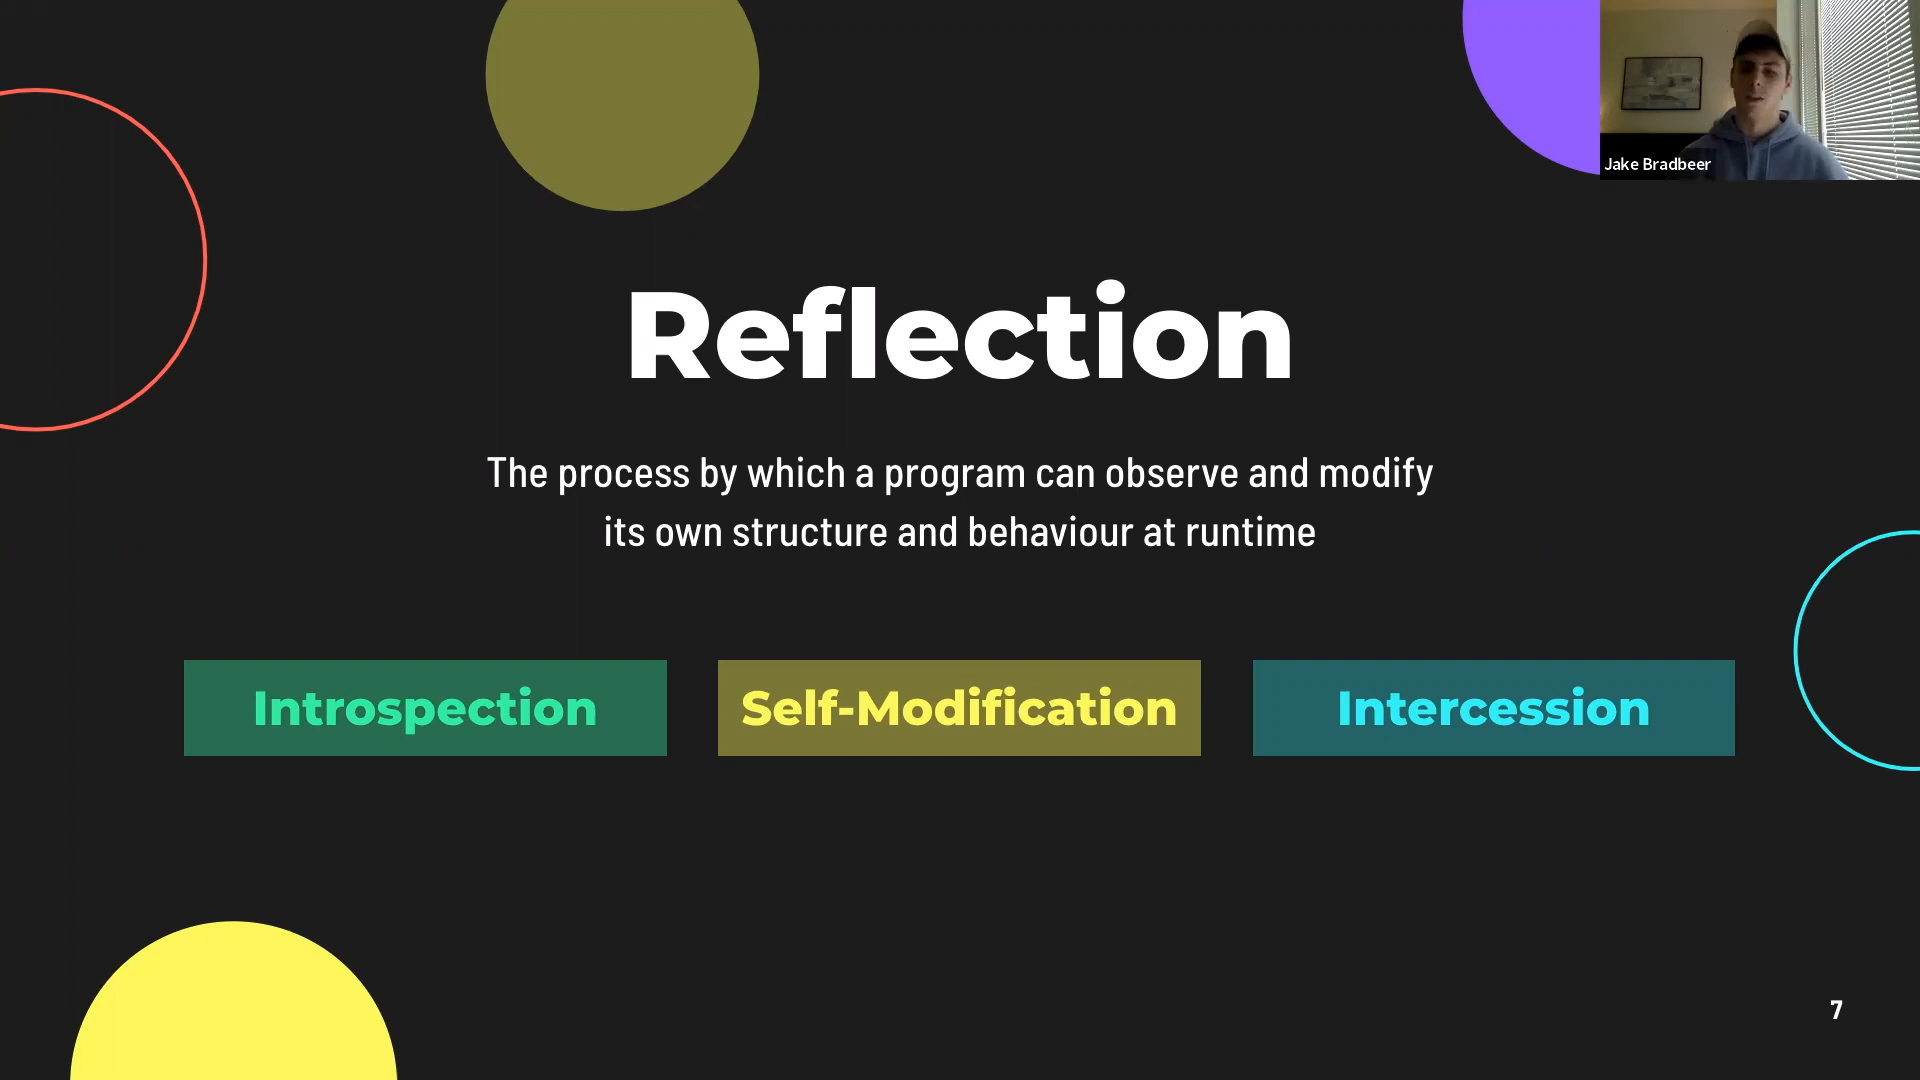 Jake Bradbeer
Reflection
The process by which a program can observe and modify
its own structure and behaviour at runtime
Introspection
Self-Modification
Intercession
7